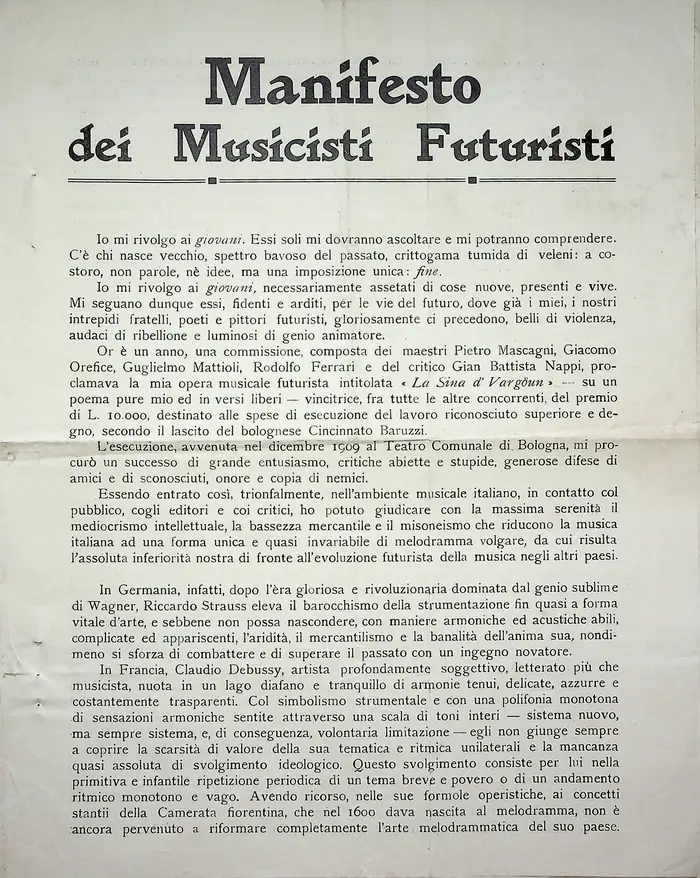 Manifesto
dei Musicisti Futuristi
Io mi rivolgo ai giovani. Essi soli mi dovranno ascoltare e mi potranno comprendere.
C'è chi nasce vecchio, spettro bavoso del passato, crittogama tumida di veleni: a co-
storo, non parole, nè idee, ma una imposizione unica: fine.
Io mi rivolgo ai giovani, necessariamente assetati di cose nuove, presenti e vive.
Mi seguano dunque essi, fidenti e arditi, per le vie del futuro, dove già i miei, i nostri
intrepidi fratelli, poeti e pittori futuristi, gloriosamente ci precedono, belli di violenza,
audaci di ribellione e luminosi di genio animatore.
Or è un anno, una commissione, composta dei maestri Pietro Mascagni, Giacomo
Orefice, Guglielmo Mattioli, Rodolfo Ferrari e del critico Gian Battista Nappi, pro-
clamava la mia opera musicale futurista intitolata « La Sina d' Vargöun » — su un
poema pure mio ed in versi liberi — vincitrice, fra tutte le altre concorrenti, del premio
di L. 10.000, destinato alle spese di esecuzione del lavoro riconosciuto superiore e de-
gno, secondo il lascito del bolognese Cincinnato Baruzzi.
L'esecuzione, avvenuta nel dicembre 1909 al Teatro Comunale di Bologna, mi pro-
curò un successo di grande entusiasmo, critiche abiette e stupide, generose difese di
amici e di sconosciuti, onore e copia di nemici.
Essendo entrato così, trionfalmente, nell'ambiente musicale italiano, in contatto col
pubblico, cogli editori e coi critici, ho potuto giudicare con la massima serenità il
mediocrismo intellettuale, la bassezza mercantile e il misoneismo che riducono la musica
italiana ad una forma unica e quasi invariabile di melodramma volgare, da cui risulta
l'assoluta inferiorità nostra di fronte all'evoluzione futurista della musica negli altri paesi.
In Germania, infatti, dopo l'èra gloriosa e rivoluzionaria dominata dal genio sublime
di Wagner, Riccardo Strauss eleva il barocchismo della strumentazione fin quasi a forma
vitale d'arte, e sebbene non possa nascondere, con maniere armoniche ed acustiche abili,
complicate ed appariscenti, l'aridità, il mercantilismo e la banalità dell'anima sua, nondi-
meno si sforza di combattere e di superare il passato con un ingegno novatore.
In Francia, Claudio Debussy, artista profondamente soggettivo, letterato più che
musicista, nuota in un lago diafano e tranquillo di armonie tenui, delicate, azzurre e
costantemente trasparenti. Col simbolismo strumentale e con una polifonia monotona
di sensazioni armoniche sentite attraverso una scala di toni interi — sistema nuovo,
ma sempre sistema, e, di conseguenza, volontaria limitazione — egli non giunge sempre
a coprire la scarsità di valore della sua tematica e ritmica unilaterali e la mancanza
quasi assoluta di svolgimento ideologico. Questo svolgimento consiste per lui nella
primitiva e infantile ripetizione periodica di un tema breve e povero o di un andamento
ritmico monotono e vago. Avendo ricorso, nelle sue formole operistiche, ai concetti
stantii della Camerata fiorentina, che nel 1600 dava nascita al melodramma, non è
ancora pervenuto a riformare completamente l'arte melodrammatica del suo paese.